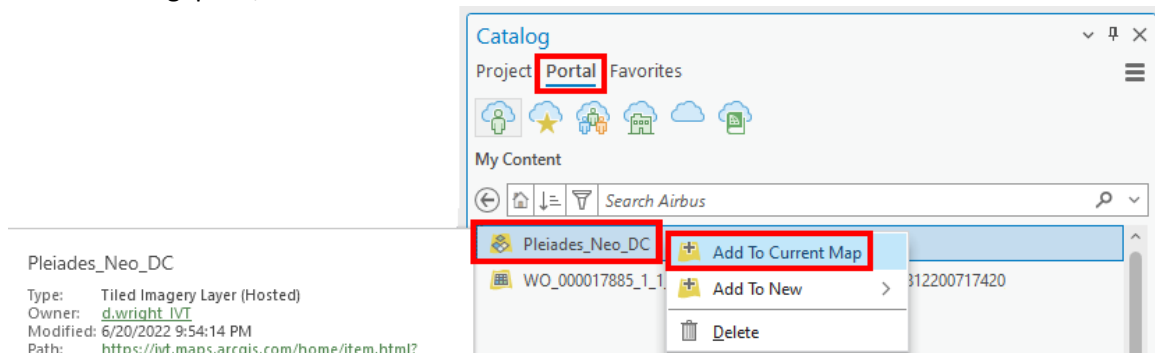 Catalog
Project Portal Favorites
My Content
Search Airbus
Pleiades_Neo_DC
Add To Current Map
WO_000017885_1_1
Add To New
312200717420
Delete
Pleiades_Neo_DC
Type: Tiled Imagery Layer (Hosted)
Owner: d.wright_IVT
Modified: 6/20/2022 9:54:14 PM
Path: https://ivt.maps.arcgis.com/home/item.html?